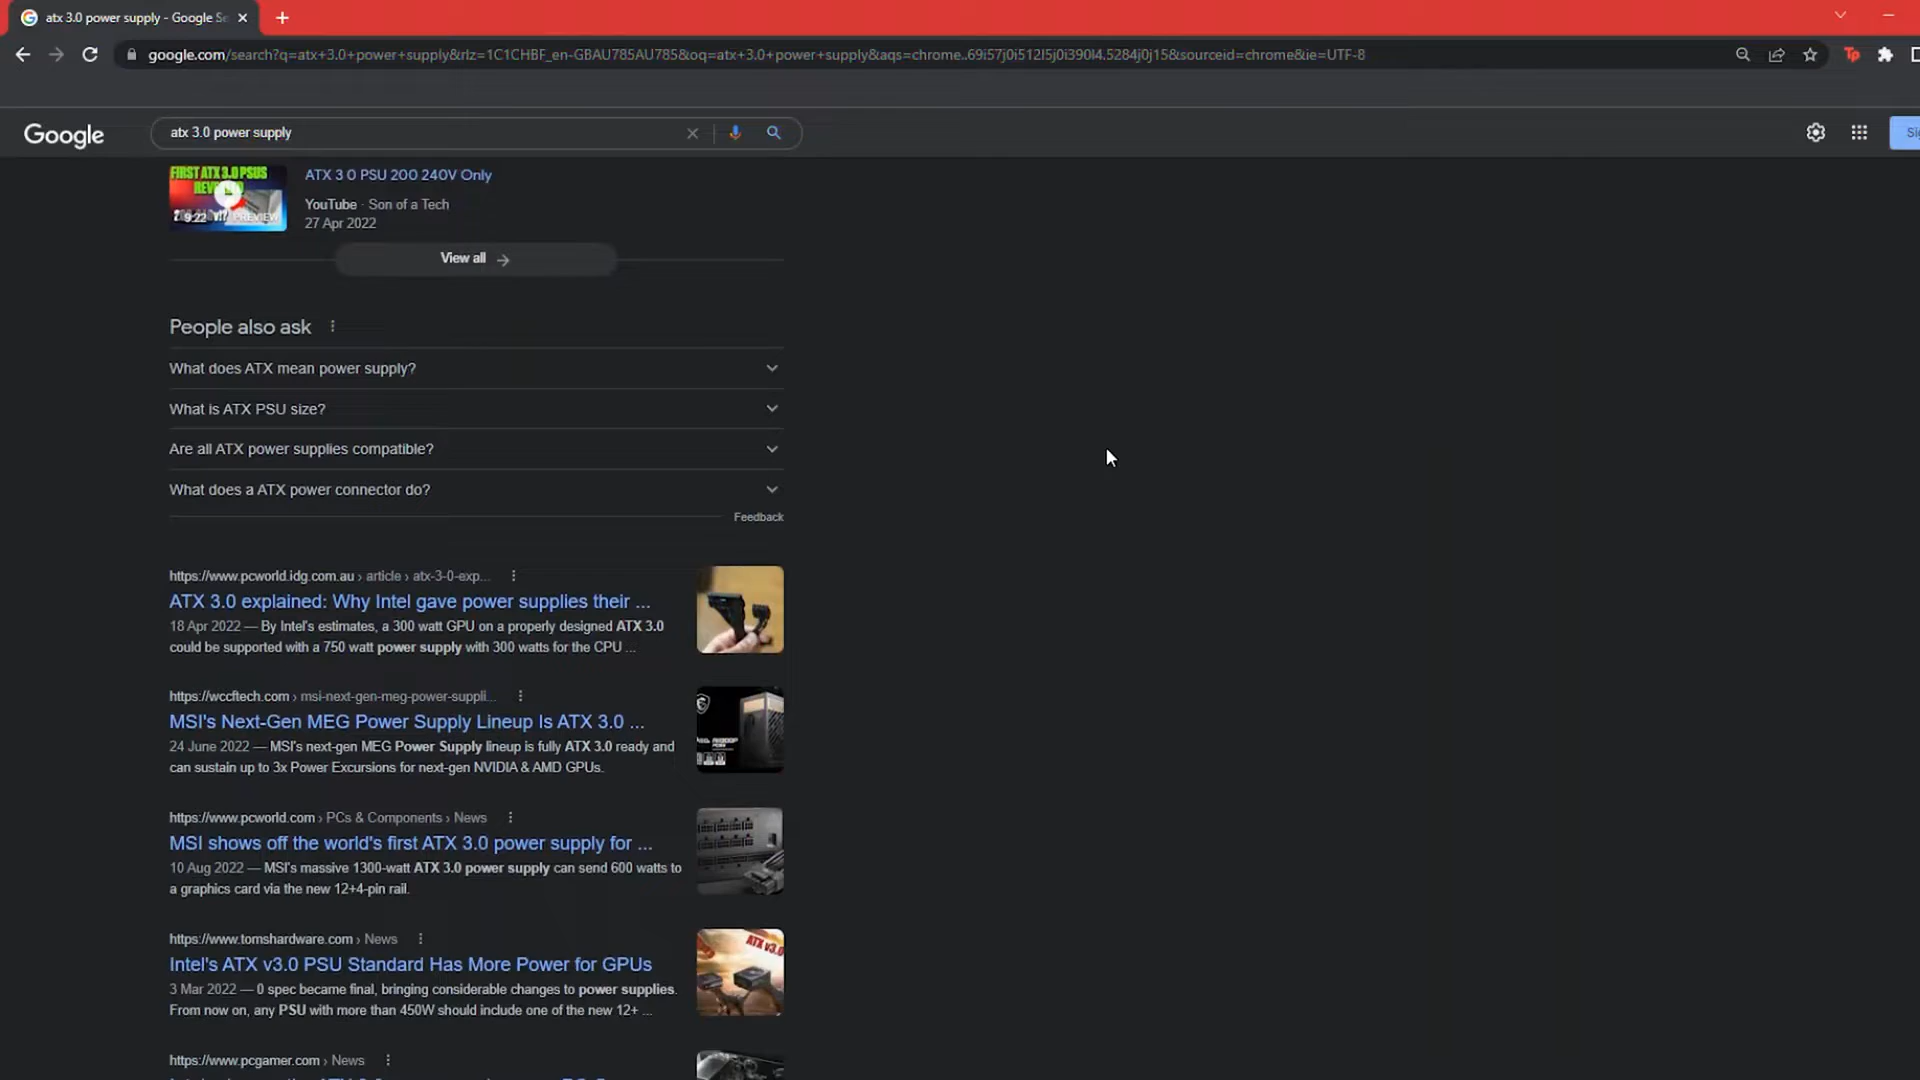 atx 3.0 power supply - Google Se
google.com/search?q=atx+3.0+power+supply&rlz=1C1CHBF_en-GBAU785AU785&oq=atx+3.0+power+supply&aqs=chrome..69i57j0i512l5j0i390l4.5284j0j15&sourceid=chrome&ie=UTF-8
Tp
Google
atx 3.0 power supply
FIRST ATX 3.0 PSUS
9:22
PREVIEW
ATX 3 0 PSU 200 240V Only
YouTube · Son of a Tech
27 Apr 2022
View all
People also ask
What does ATX mean power supply?
What is ATX PSU size?
Are all ATX power supplies compatible?
What does a ATX power connector do?
Feedback
https://www.pcworld.idg.com.au › article › atx-3-0-exp...
ATX 3.0 explained: Why Intel gave power supplies their ...
18 Apr 2022 — By Intel's estimates, a 300 watt GPU on a properly designed ATX 3.0
could be supported with a 750 watt power supply with 300 watts for the CPU ...
https://wccftech.com › msi-next-gen-meg-power-suppli...
MSI's Next-Gen MEG Power Supply Lineup Is ATX 3.0 ...
24 June 2022 — MSI's next-gen MEG Power Supply lineup is fully ATX 3.0 ready and
can sustain up to 3x Power Excursions for next-gen NVIDIA & AMD GPUs.
https://www.pcworld.com › PCs & Components › News
MSI shows off the world's first ATX 3.0 power supply for ...
10 Aug 2022 — MSI's massive 1300-watt ATX 3.0 power supply can send 600 watts to
a graphics card via the new 12+4-pin rail.
https://www.tomshardware.com › News
Intel's ATX v3.0 PSU Standard Has More Power for GPUs
ATX v3.0
3 Mar 2022 — 0 spec became final, bringing considerable changes to power supplies.
From now on, any PSU with more than 450W should include one of the new 12+ ...
https://www.pcgamer.com › News